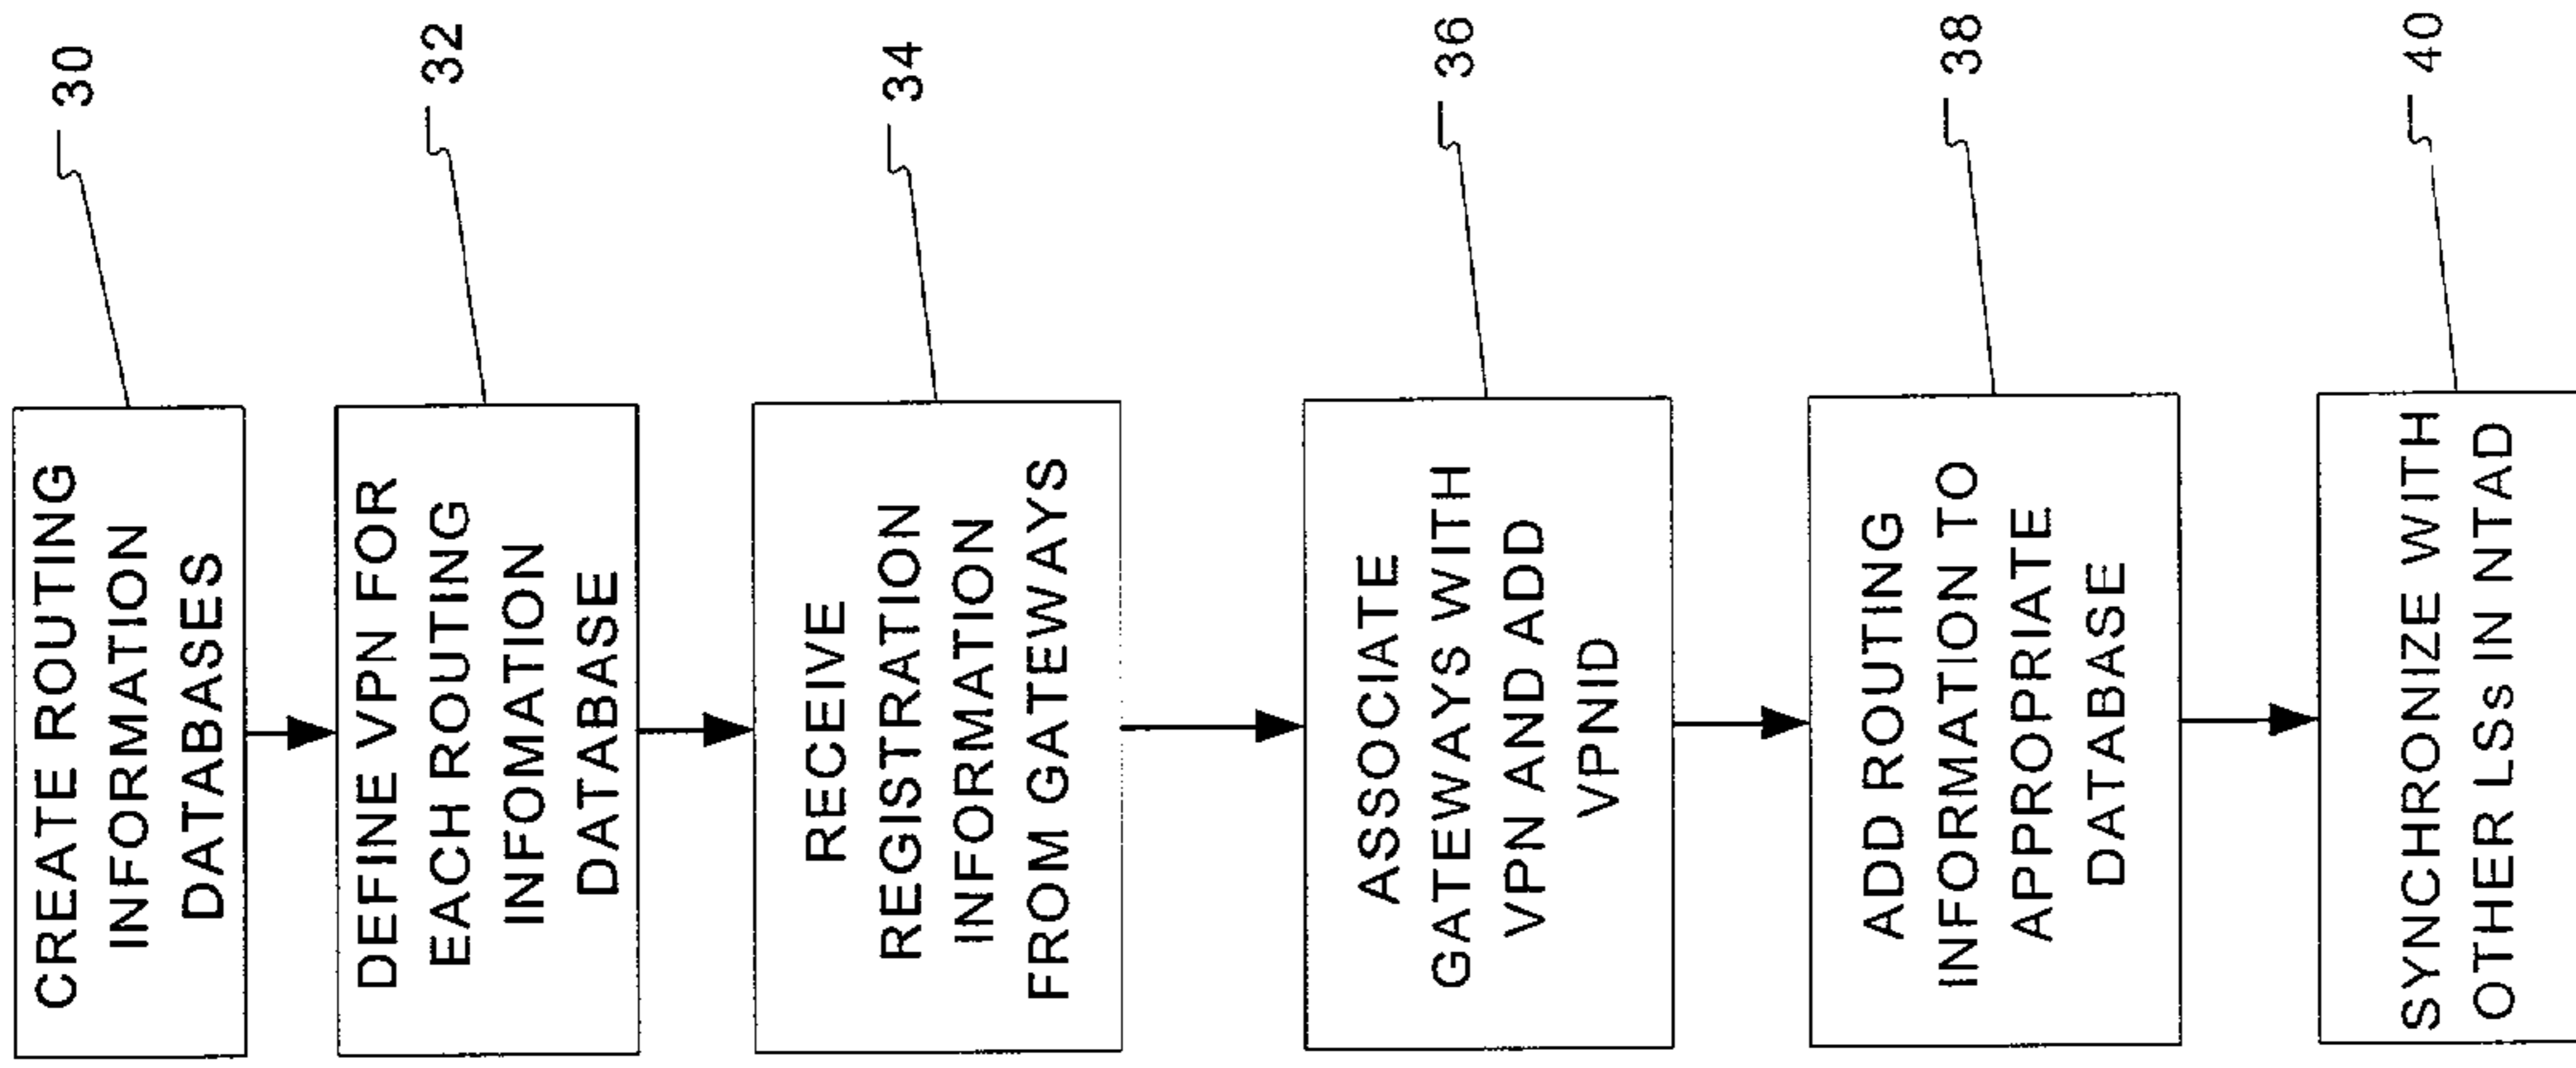 CREATE ROUTING
INFORMATION
DATABASES
30
DEFINE VPN FOR
EACH ROUTING
INFOMATION
DATABASE
32
RECEIVE
REGISTRATION
INFORMATION
FROM GATEWAYS
34
ASSOCIATE
GATEWAYS WITH
VPN AND ADD
VPNID
36
ADD ROUTING
INFORMATION TO
APPROPRIATE
DATABASE
38
SYNCHRONIZE WITH
OTHER LSs IN NTAD
40